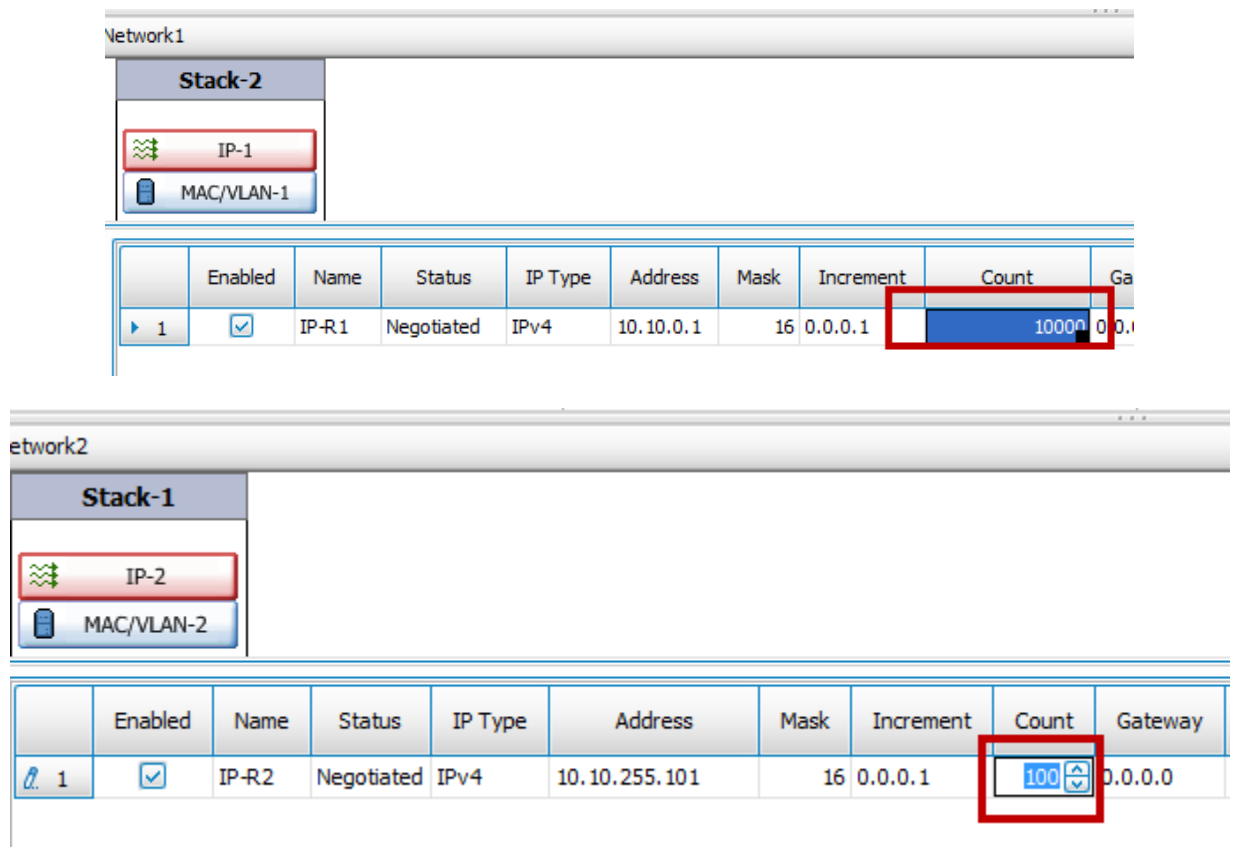 Network1
Stack-2
IP-1
MAC/VLAN-1
Enabled Name Status IP Type Address Mask Increment Count Ga
1 IP-R1 Negotiated IPv4 10.10.0.1 16 0.0.0.1 10000 0.0.
etwork2
Stack-1
IP-2
MAC/VLAN-2
Enabled Name Status IP Type Address Mask Increment Count Gateway
1 IP-R2 Negotiated IPv4 10.10.255.101 16 0.0.0.1 100 0.0.0.0